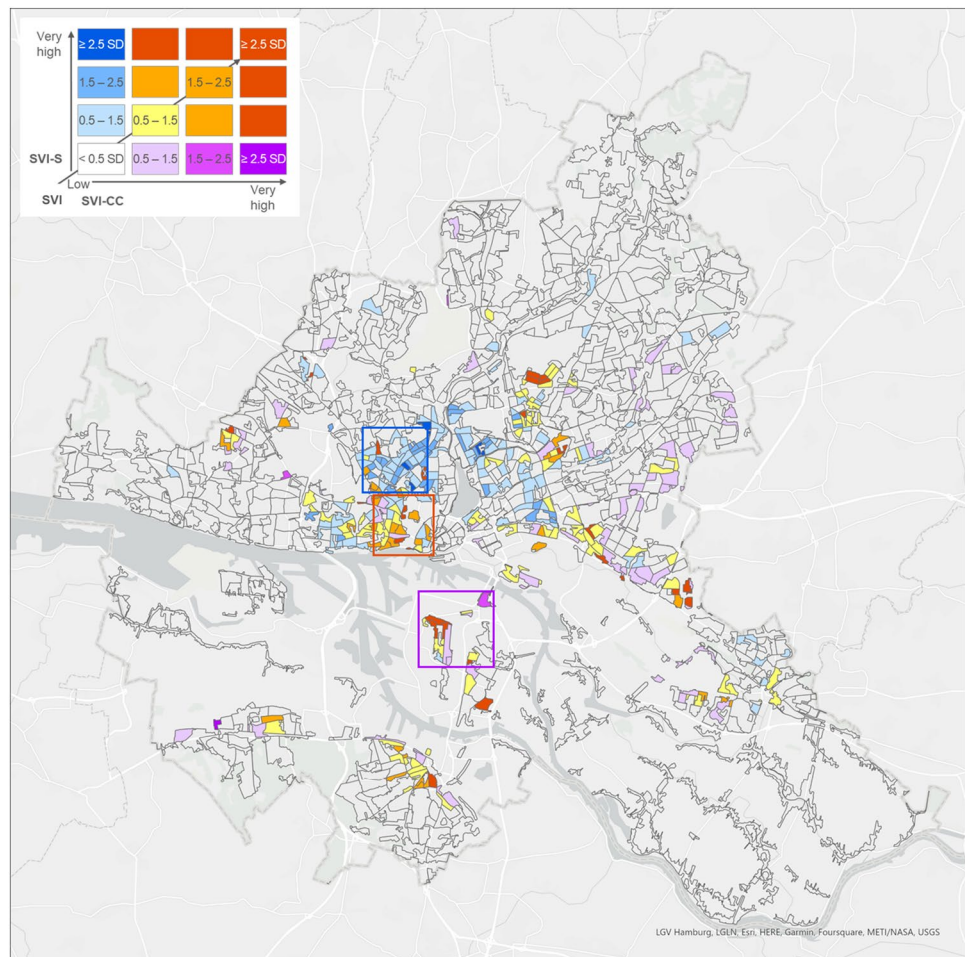 Very
high
≥ 2.5 SD
≥ 2.5 SD
1.5 – 2.5
1.5 – 2.5
0.5 – 1.5
0.5 – 1.5
SVI-S
< 0.5 SD
0.5 – 1.5
1.5 – 2.5
≥ 2.5 SD
Low
Very
high
SVI
SVI-CC
LGV Hamburg, LGLN, Esri, HERE, Garmin, Foursquare, METI/NASA, USGS